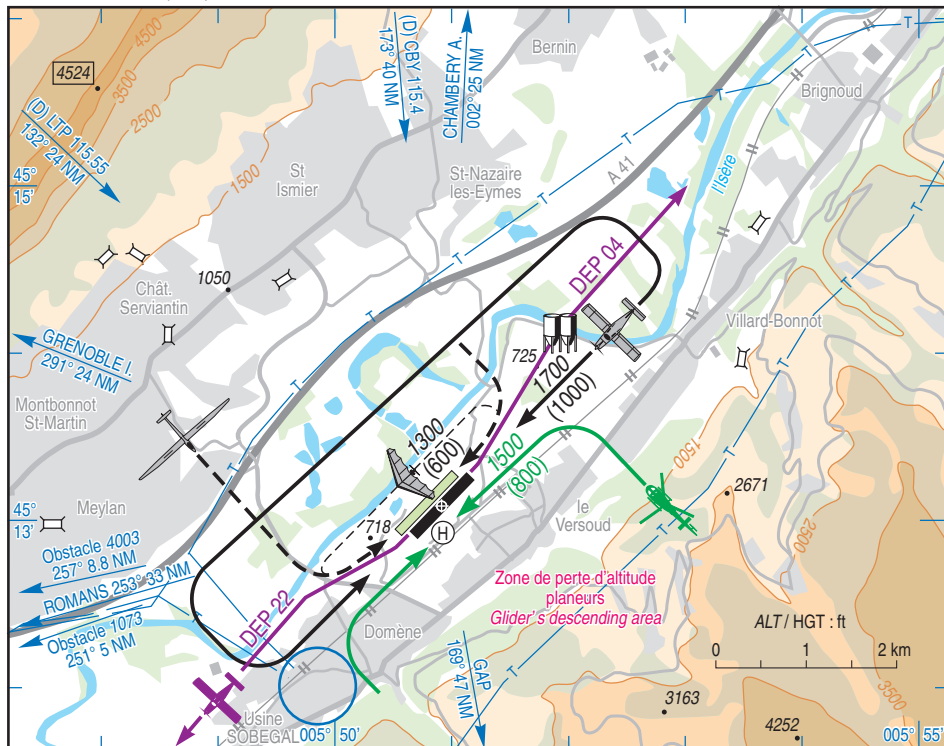 4524
4500
3500
2500
1500
(D) LTP 115.55
132° 24 NM
(D) CBY 115.4
173° 40 NM
CHAMBERY A.
002° 25 NM
Bernin
Brignoud
45°
15'
St
Ismier
St-Nazaire
les-Eymes
A 41
l'Isère
DEP 04
1050
Chât.
Serviantin
GRENOBLE I.
291° 24 NM
725
1700
(1000)
Villard-Bonnot
Montbonnot
St-Martin
1300
(600)
1500
(800)
1500
2671
2500
Meylan
45°
13'
718
H
le
Versoud
Obstacle 4003
257° 8.8 NM
ROMANS 253° 33 NM
Obstacle 1073
251° 5 NM
DEP 22
Domène
Zone de perte d'altitude
planeurs
Glider's descending area
ALT / HGT : ft
0 1 2 km
GAP
169° 47 NM
3163
3500
4252
Usine
SOBEGAL
005° 50'
005° 55'
T
T
T
T
T
T
T
T
T
T
T